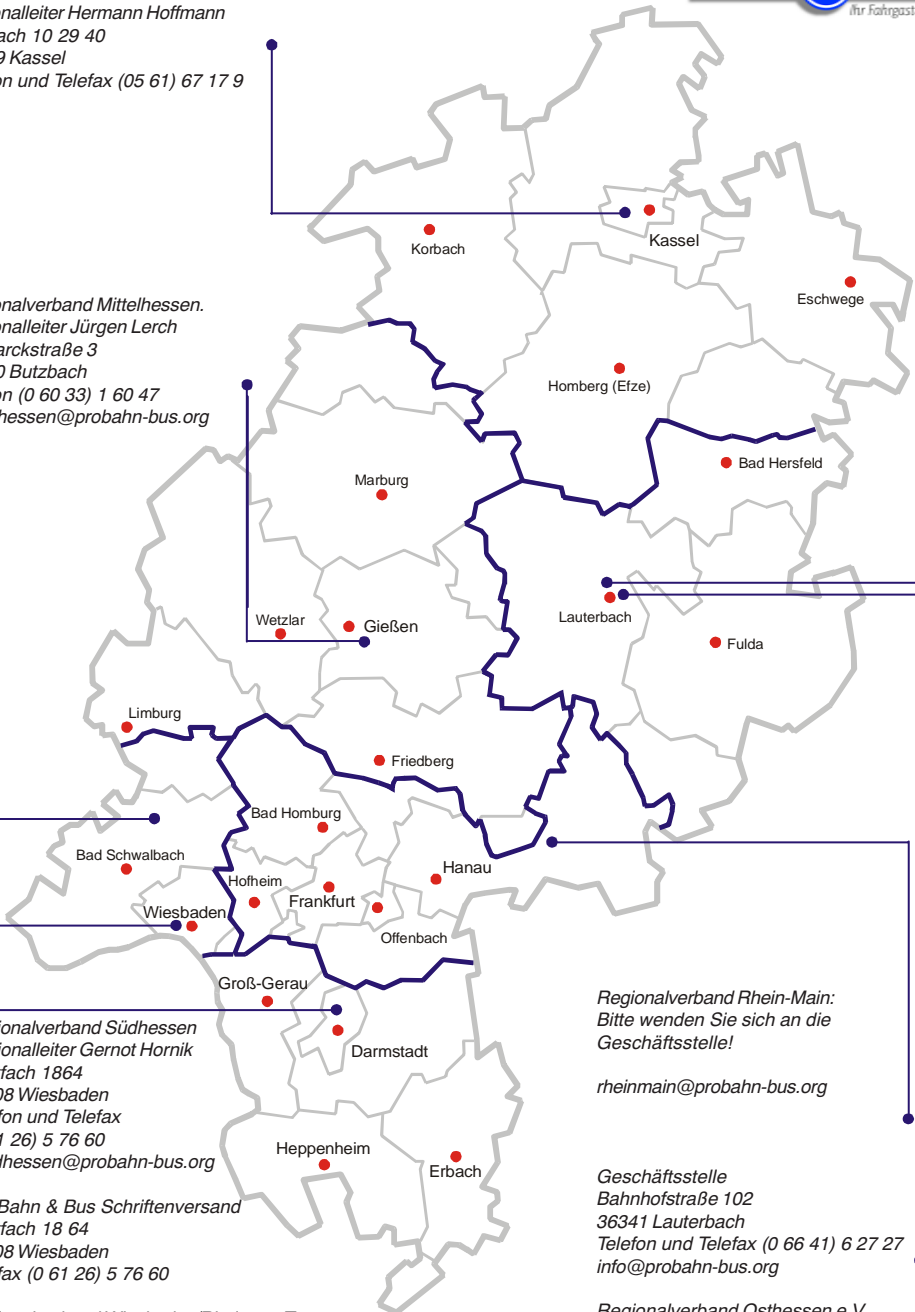 Ihr Fahrgast
onalleiter Hermann Hoffmann
ach 10 29 40
9 Kassel
on und Telefax (05 61) 67 17 9
Kassel
Korbach
Eschwege
onalverband Mittelhessen.
onalleiter Jürgen Lerch
arckstraße 3
0 Butzbach
on (0 60 33) 1 60 47
hessen@probahn-bus.org
Homberg (Efze)
Bad Hersfeld
Marburg
Lauterbach
Wetzlar
Gießen
Fulda
Limburg
Friedberg
Bad Homburg
Bad Schwalbach
Hanau
Hofheim
Frankfurt
Wiesbaden
Offenbach
Groß-Gerau
Darmstadt
Heppenheim
Erbach
Regionalverband Rhein-Main:
Bitte wenden Sie sich an die
Geschäftsstelle!
rheinmain@probahn-bus.org
ionalverband Südhessen
ionalleiter Gernot Hornik
fach 1864
08 Wiesbaden
fon und Telefax
1 26) 5 76 60
dhessen@probahn-bus.org
Bahn & Bus Schriftenversand
fach 18 64
08 Wiesbaden
fax (0 61 26) 5 76 60
Geschäftsstelle
Bahnhofstraße 102
36341 Lauterbach
Telefon und Telefax (0 66 41) 6 27 27
info@probahn-bus.org
Regionalverband Osthessen e.V.